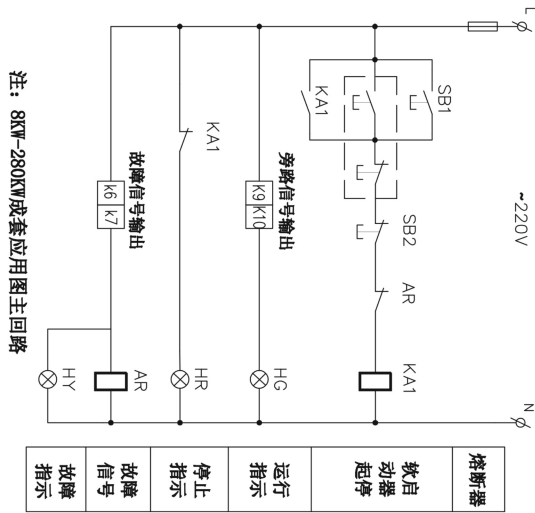 L
~220V
N
SB1
KA1
SB2
AR
KA1
K9 K10
旁路信号输出
HG
KA1
HR
k6 k7
故障信号输出
AR
HY
熔断器
软启
动器
起停
运行
指示
停止
指示
故障
信号
故障
指示
注: 8KW-280KW成套应用图主回路